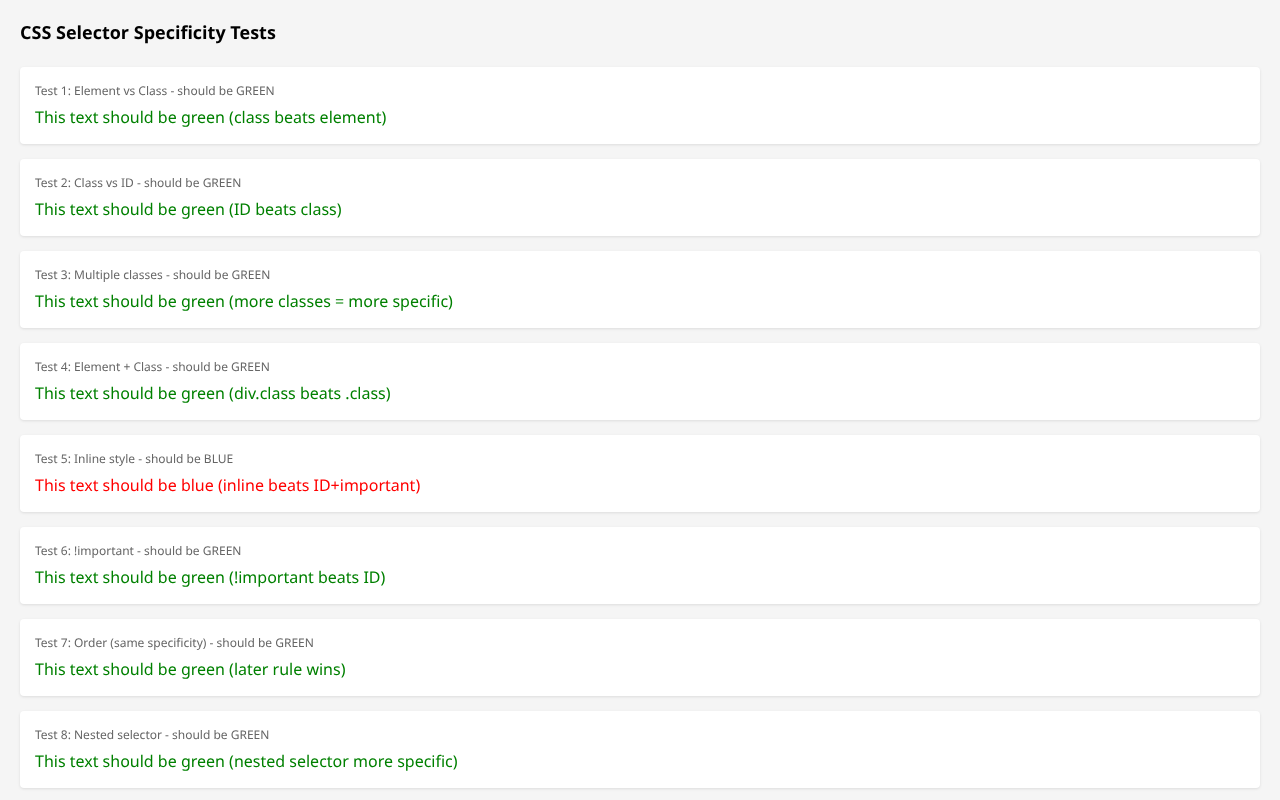 CSS Selector Specificity Tests
Test 1: Element vs Class - should be GREEN
This text should be green (class beats element)
Test 2: Class vs ID - should be GREEN
This text should be green (ID beats class)
Test 3: Multiple classes - should be GREEN
This text should be green (more classes = more specific)
Test 4: Element + Class - should be GREEN
This text should be green (div.class beats .class)
Test 5: Inline style - should be BLUE
This text should be blue (inline beats ID+important)
Test 6: !important - should be GREEN
This text should be green (!important beats ID)
Test 7: Order (same specificity) - should be GREEN
This text should be green (later rule wins)
Test 8: Nested selector - should be GREEN
This text should be green (nested selector more specific)